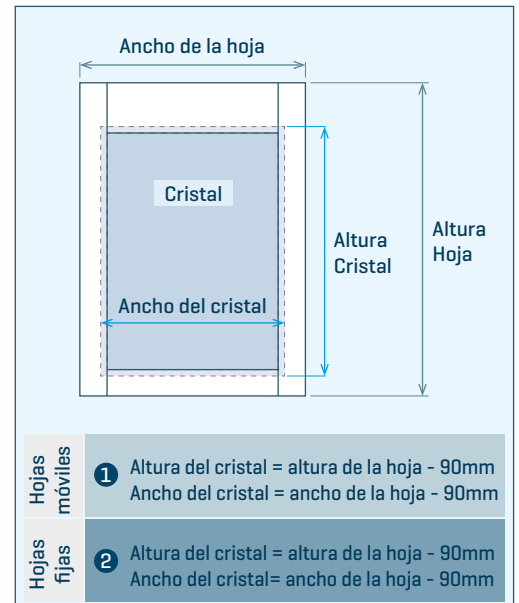 Ancho de la hoja
Cristal
Altura
Cristal
Altura
Hoja
Ancho del cristal
Hojas
móviles
1
Altura del cristal = altura de la hoja - 90mm
Ancho del cristal = ancho de la hoja - 90mm
Hojas
fijas
2
Altura del cristal = altura de la hoja - 90mm
Ancho del cristal= ancho de la hoja - 90mm